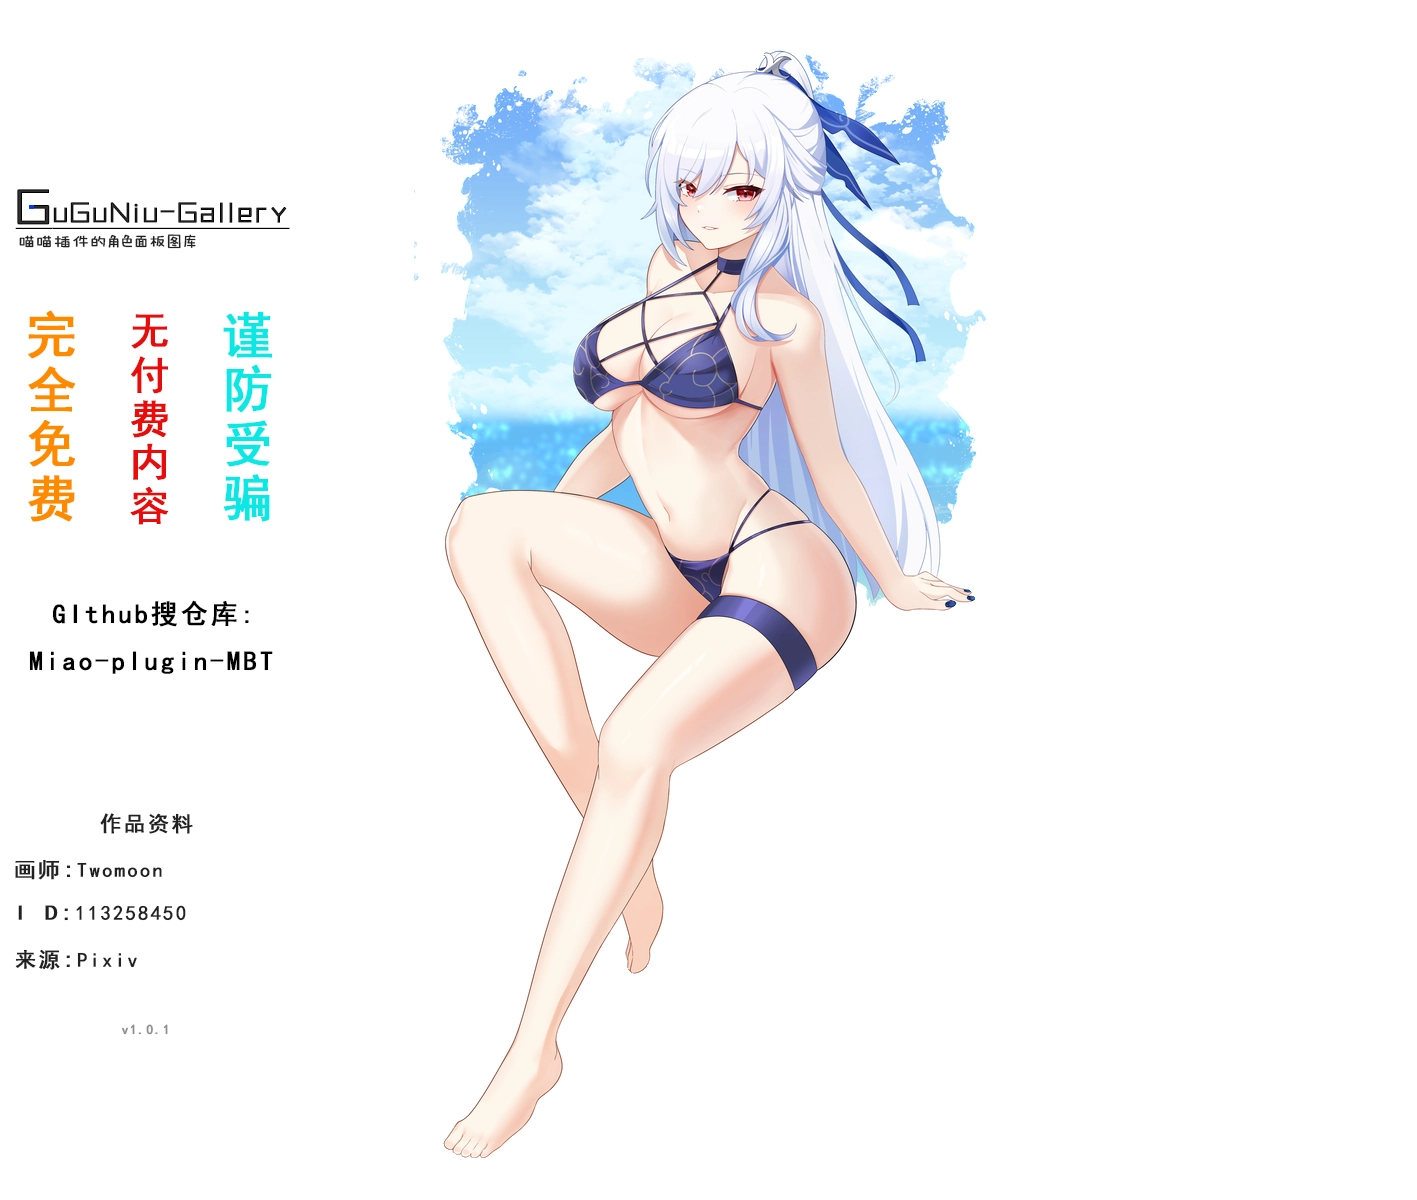 GuGuNiu-Gallery
喵喵插件的角色面板图库
完全免费
无付费内容
谨防受骗
GIthub搜仓库:
Miao-plugin-MBT
作品资料
画师:Twomoon
I D:113258450
来源:Pixiv
v1.0.1